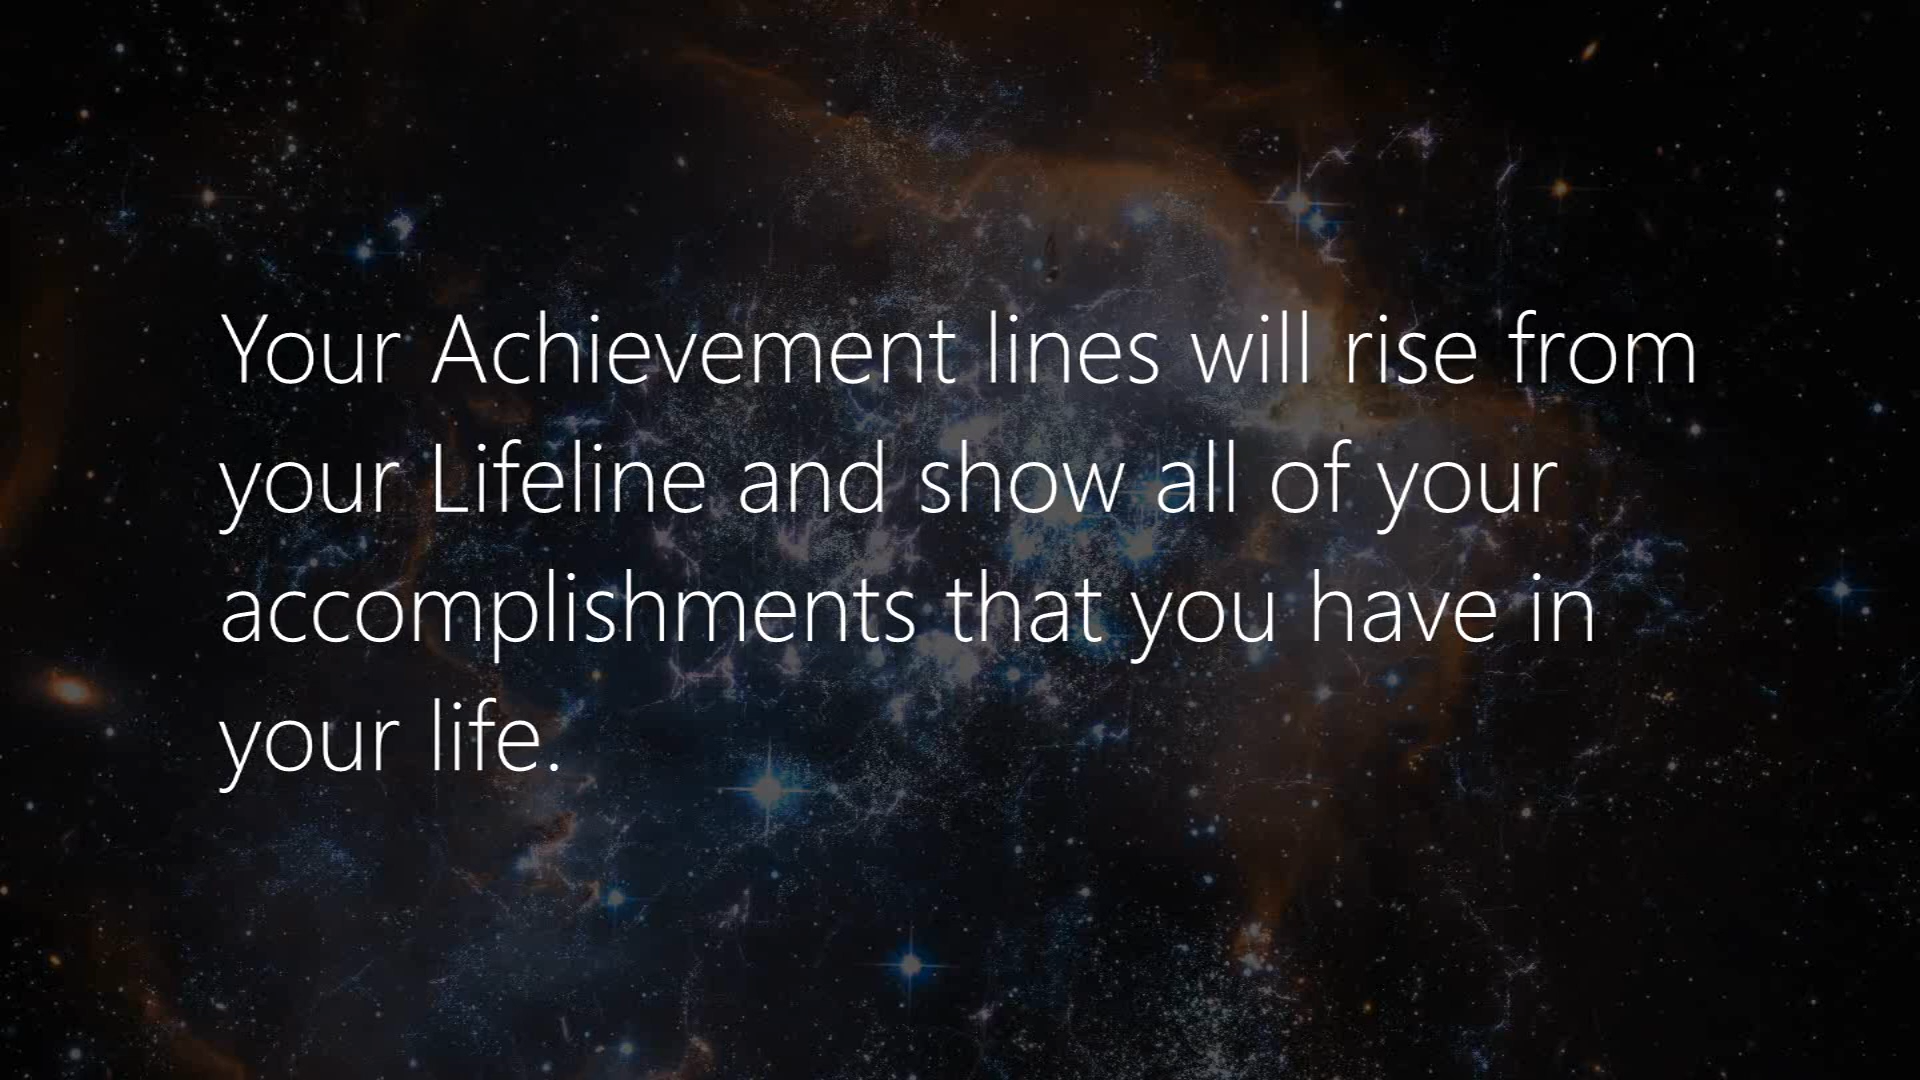 Your Achievement lines will rise from
your Lifeline and show all of your
accomplishments that you have in
your life.